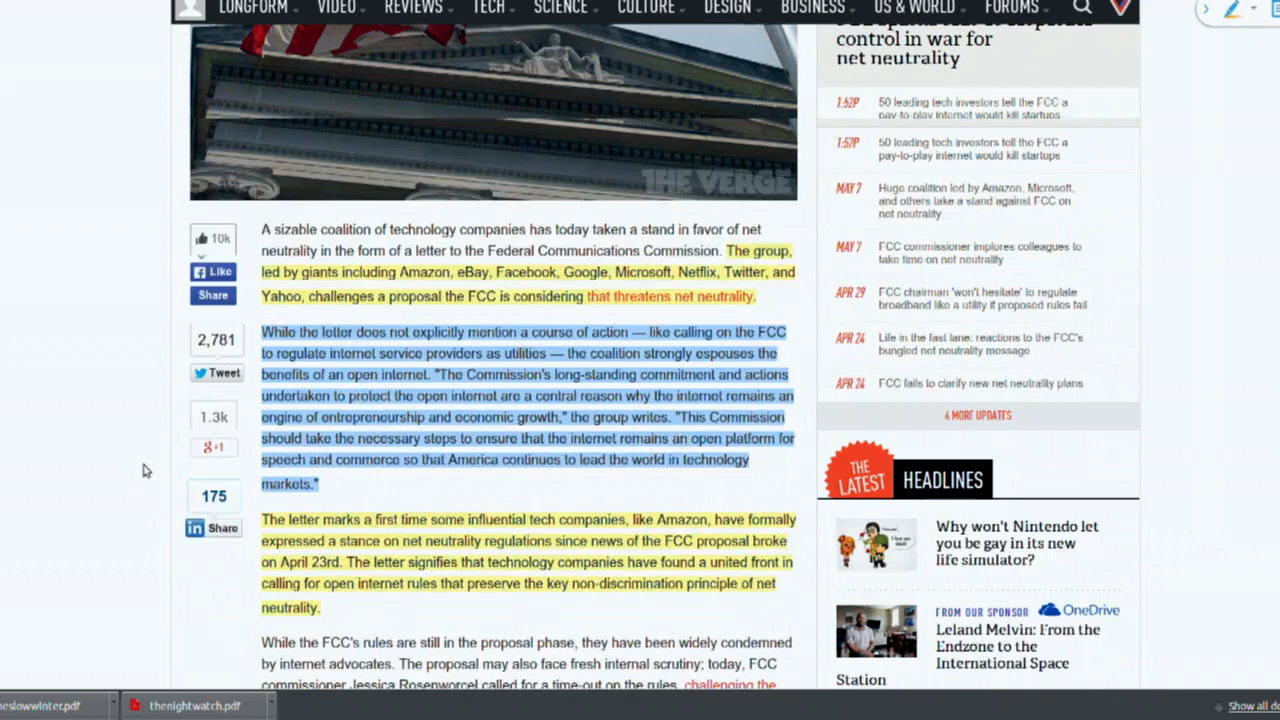 LONGFORM VIDEO REVIEWS TECH SCIENCE CULTURE DESIGN BUSINESS US & WORLD FORUMS
THE VERGE
10k
Like
Share
2,781
Tweet
1.3k
+1
175
in Share
A sizable coalition of technology companies has today taken a stand in favor of net
neutrality in the form of a letter to the Federal Communications Commission. The group,
led by giants including Amazon, eBay, Facebook, Google, Microsoft, Netflix, Twitter, and
Yahoo, challenges a proposal the FCC is considering that threatens net neutrality.
While the letter does not explicitly mention a course of action — like calling on the FCC
to regulate internet service providers as utilities — the coalition strongly espouses the
benefits of an open internet. "The Commission's long-standing commitment and actions
undertaken to protect the open internet are a central reason why the internet remains an
engine of entrepreneurship and economic growth," the group writes. "This Commission
should take the necessary steps to ensure that the internet remains an open platform for
speech and commerce so that America continues to lead the world in technology
markets."
The letter marks a first time some influential tech companies, like Amazon, have formally
expressed a stance on net neutrality regulations since news of the FCC proposal broke
on April 23rd. The letter signifies that technology companies have found a united front in
calling for open internet rules that preserve the key non-discrimination principle of net
neutrality.
While the FCC's rules are still in the proposal phase, they have been widely condemned
by internet advocates. The proposal may also face fresh internal scrutiny; today, FCC
commissioner Jessica Rosenworcel called for a time-out on the rules, challenging the
control in war for
net neutrality
1:52P 50 leading tech investors tell the FCC a
pay-to-play internet would kill startups
1:52P 50 leading tech investors tell the FCC a
pay-to-play internet would kill startups
MAY 7 Huge coalition led by Amazon, Microsoft,
and others take a stand against FCC on
net neutrality
MAY 7 FCC commissioner implores colleagues to
take time on net neutrality
APR 29 FCC chairman 'won't hesitate' to regulate
broadband like a utility if proposed rules fail
APR 24 Life in the fast lane: reactions to the FCC's
bungled net neutrality message
APR 24 FCC fails to clarify new net neutrality plans
4 MORE UPDATES
THE LATEST HEADLINES
Why won't Nintendo let
you be gay in its new
life simulator?
FROM OUR SPONSOR OneDrive
Leland Melvin: From the
Endzone to the
International Space
Station
neslowwinter.pdf thenightwatch.pdf Show all do